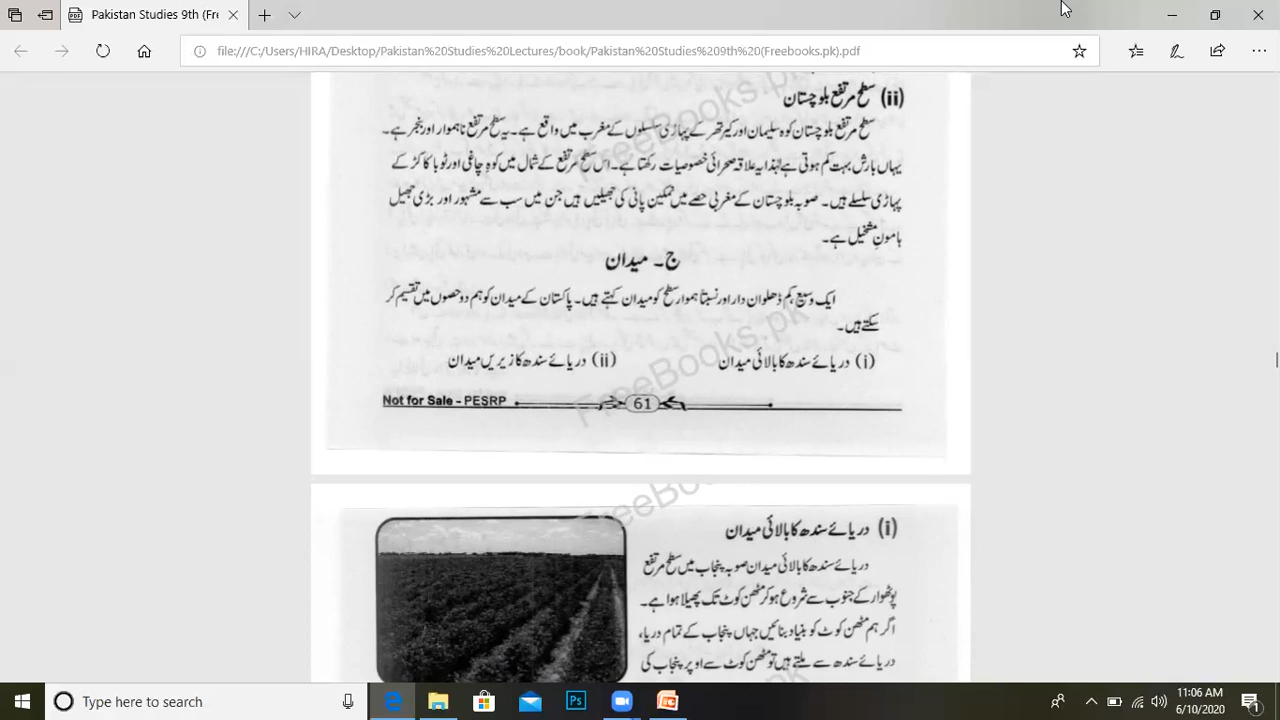 Pakistan Studies 9th (Fre
file:///C:/Users/HIRA/Desktop/Pakistan%20Studies%20Lectures/book/Pakistan%20Studies%209th%20(Freebooks.pk).pdf
(ii) سطح مرتفع بلوچستان
سطح مرتفع بلوچستان کوہ سلیمان اور کیرتھر کے پہاڑی سلسلوں کے مغرب میں واقع ہے۔ یہ سطح مرتفع ناہموار اور بنجر ہے۔
یہاں بارش بہت کم ہوتی ہے لہٰذا یہ علاقہ صحرائی خصوصیات رکھتا ہے۔ اس سطح مرتفع کے شمال میں کوہِ چاغی اور ٹوبا کاکڑ کے
پہاڑی سلسلے ہیں۔ صوبہ بلوچستان کے مغربی حصے میں نمکین پانی کی جھیلیں ہیں جن میں سب سے مشہور اور بڑی جھیل
ہامونِ مشخیل ہے۔
ج ۔ میدان
ایک وسیع کم ڈھلوان دار اور نسبتاً ہموار سطح کو میدان کہتے ہیں۔ پاکستان کے میدان کو ہم دو حصوں میں تقسیم کر
سکتے ہیں۔
(i) دریائے سندھ کا بالائی میدان (ii) دریائے سندھ کا زیریں میدان
Not for Sale - PESRP 61
FreeBooks.pk
(i) دریائے سندھ کا بالائی میدان
دریائے سندھ کا بالائی میدان صوبہ پنجاب میں سطح مرتفع
پوٹھوار کے جنوب سے شروع ہو کر مٹھن کوٹ تک پھیلا ہوا ہے۔
اگر ہم مٹھن کوٹ کو بنیاد بنائیں جہاں پنجاب کے تمام دریا،
دریائے سندھ سے ملتے ہیں تو مٹھن کوٹ سے اوپر پنجاب کی
Type here to search
11:06 AM
6/10/2020